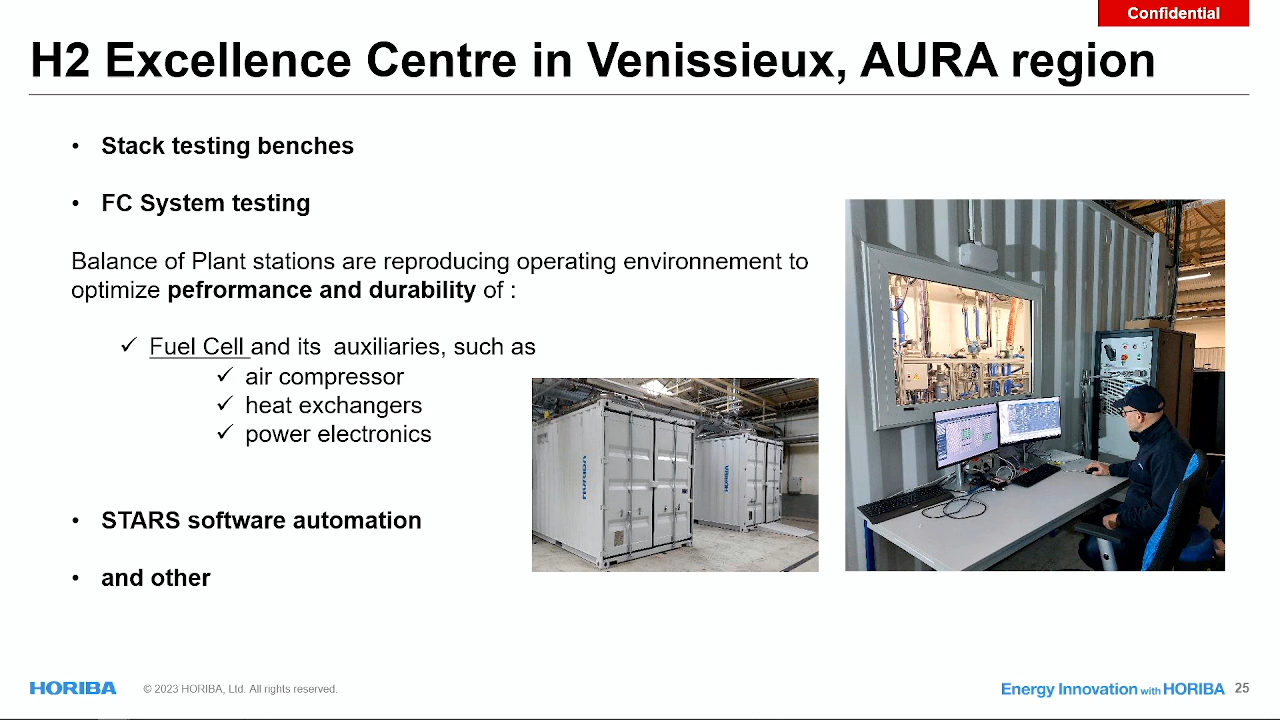 Confidential
H2 Excellence Centre in Venissieux, AURA region
• Stack testing benches
• FC System testing
Balance of Plant stations are reproducing operating environnement to
optimize pefrormance and durability of :
✓ Fuel Cell and its auxiliaries, such as
✓ air compressor
✓ heat exchangers
✓ power electronics
HORIBA
HORIBA
• STARS software automation
• and other
HORIBA
© 2023 HORIBA, Ltd. All rights reserved.
Energy Innovation with HORIBA
25